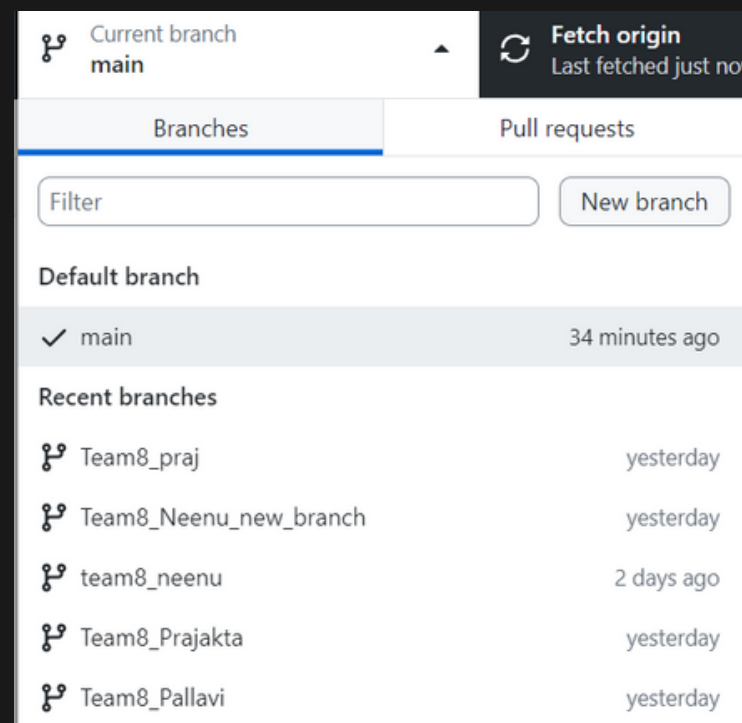 Current branch
main
Fetch origin
Last fetched just no
Branches
Pull requests
Filter
New branch
Default branch
main
34 minutes ago
Recent branches
Team8_praj
yesterday
Team8_Neenu_new_branch
yesterday
team8_neenu
2 days ago
Team8_Prajakta
yesterday
Team8_Pallavi
yesterday